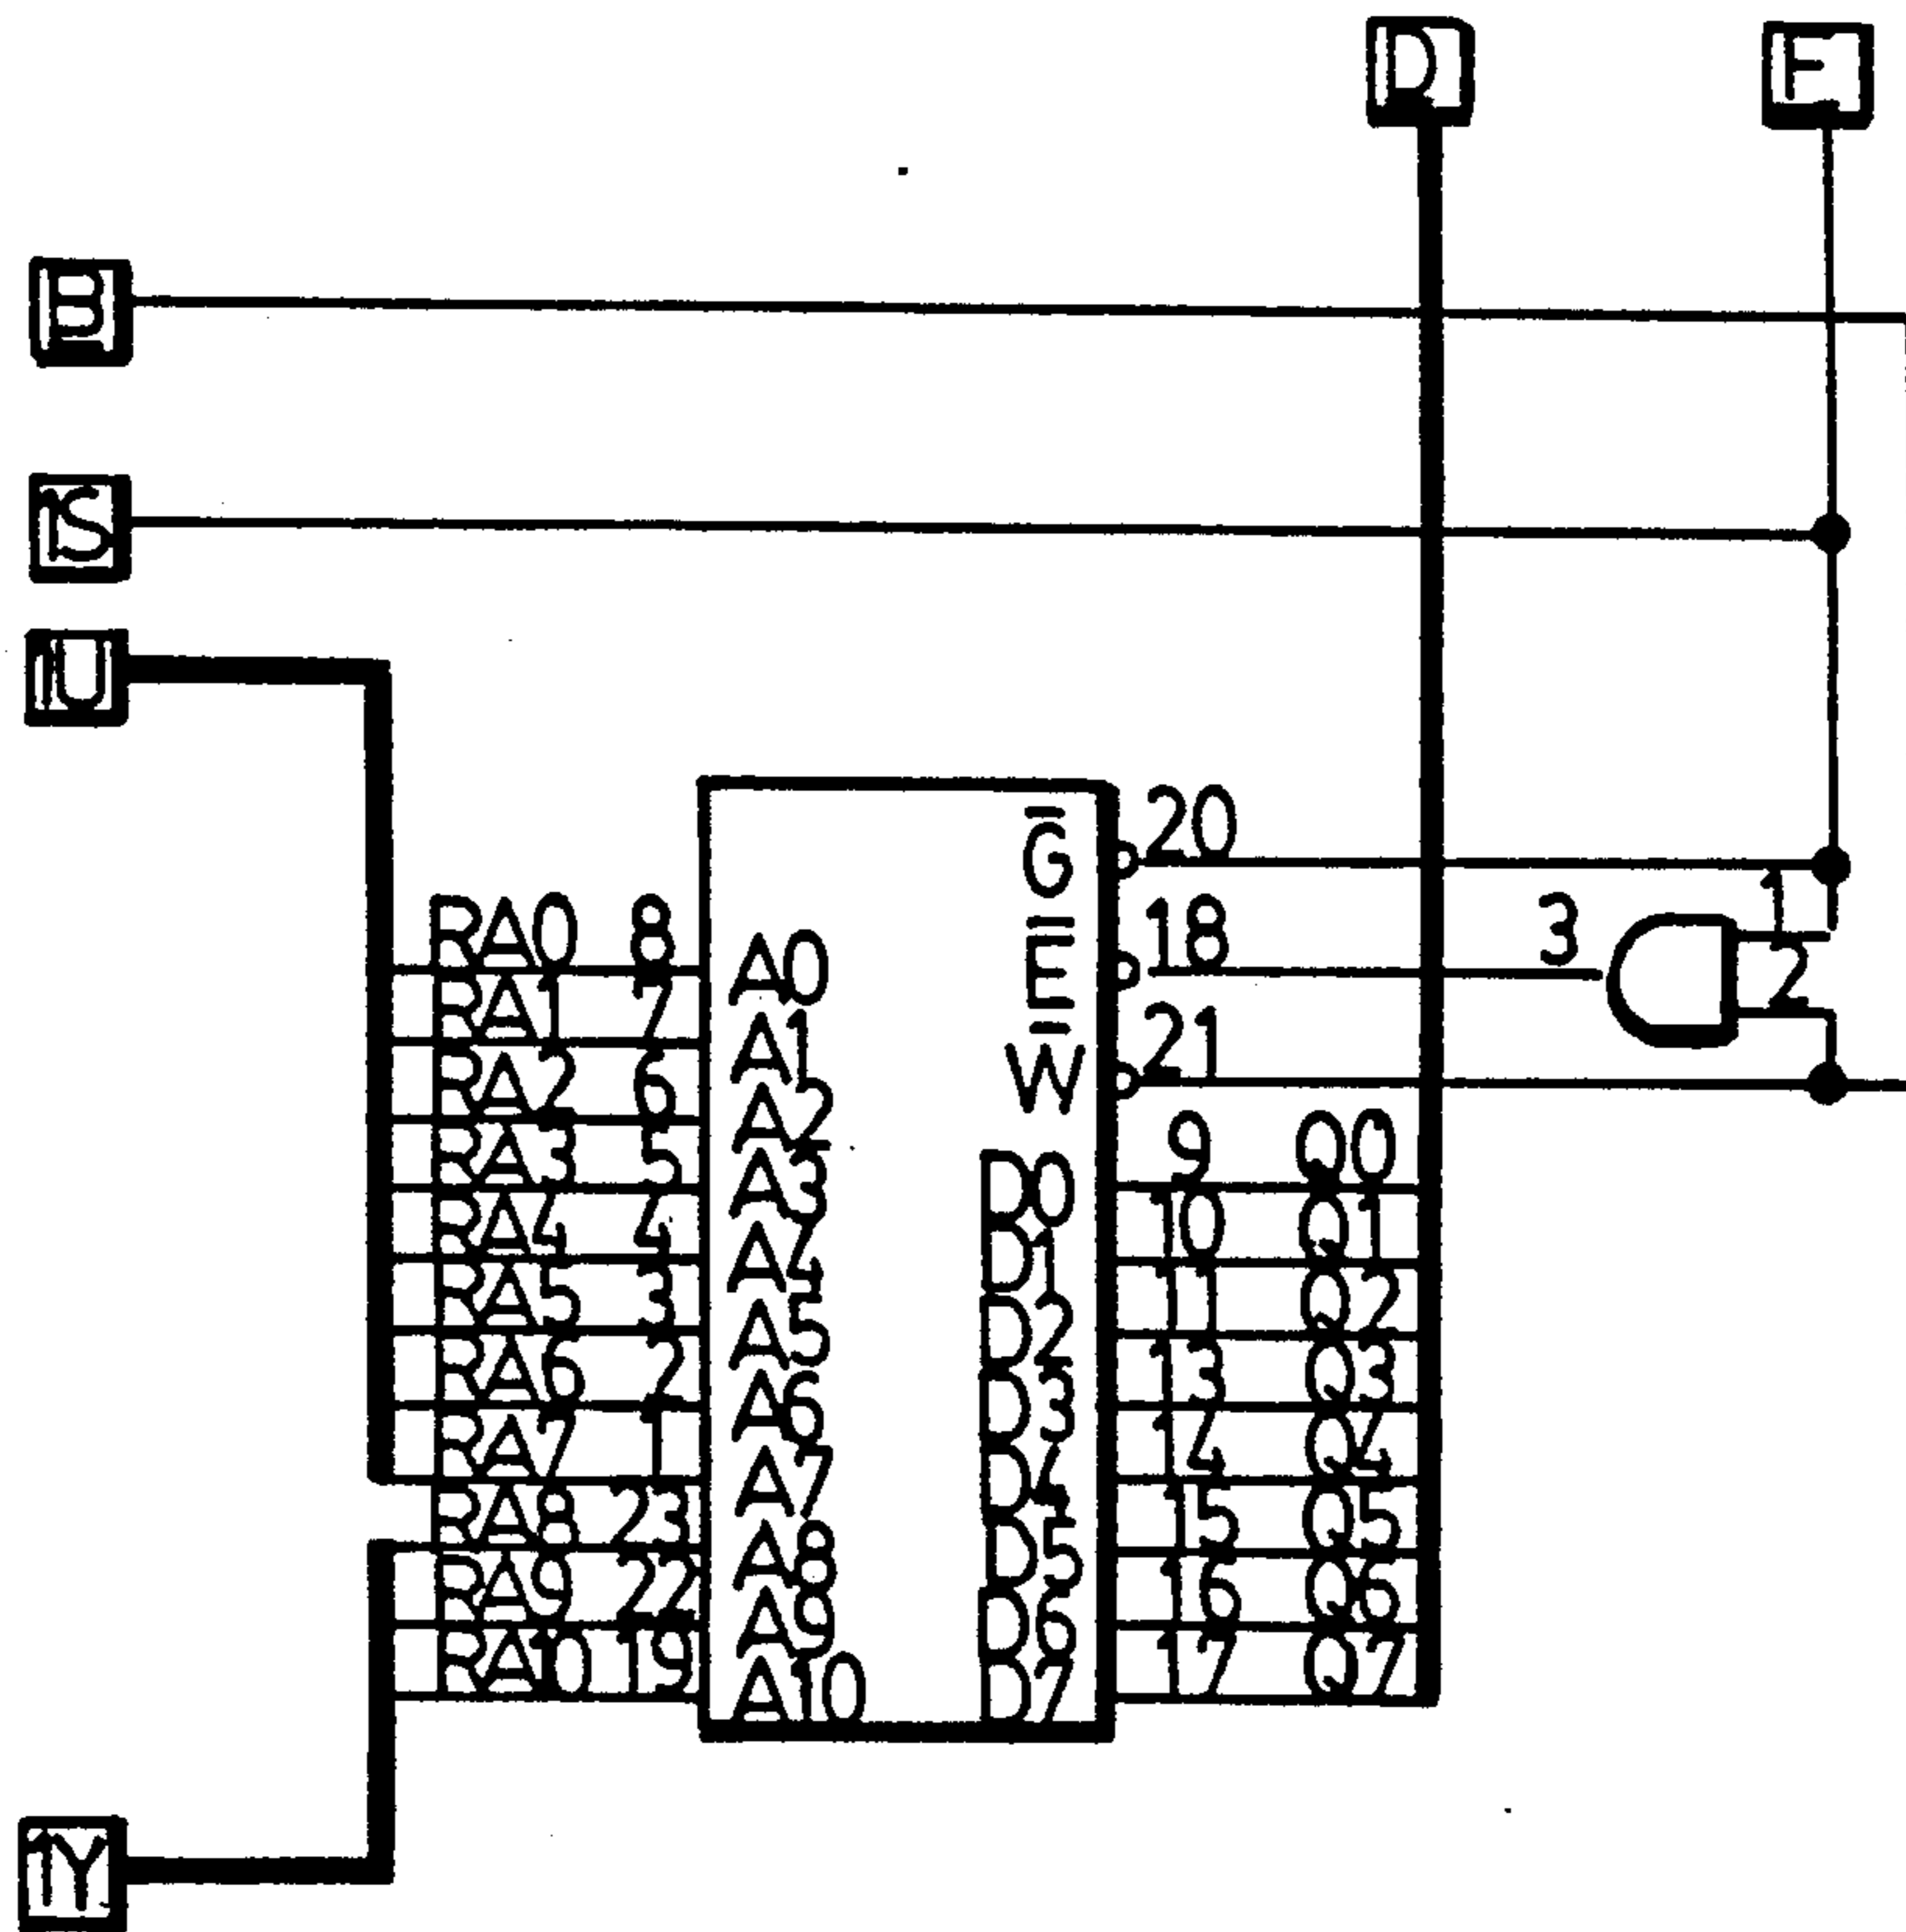 D F
B
1S
1U
G 20
RA0 8 A0 E 18 3 1
RA1 7 A1 W 21 2
RA2 6 A2
RA3 5 A3 D0 9 Q0
RA4 4 A4 D1 10 Q1
RA5 3 A5 D2 11 Q2
RA6 2 A6 D3 13 Q3
RA7 1 A7 D4 14 Q4
RA8 23 A8 D5 15 Q5
RA9 22 A9 D6 16 Q6
RA10 19 A10 D7 17 Q7
1Y